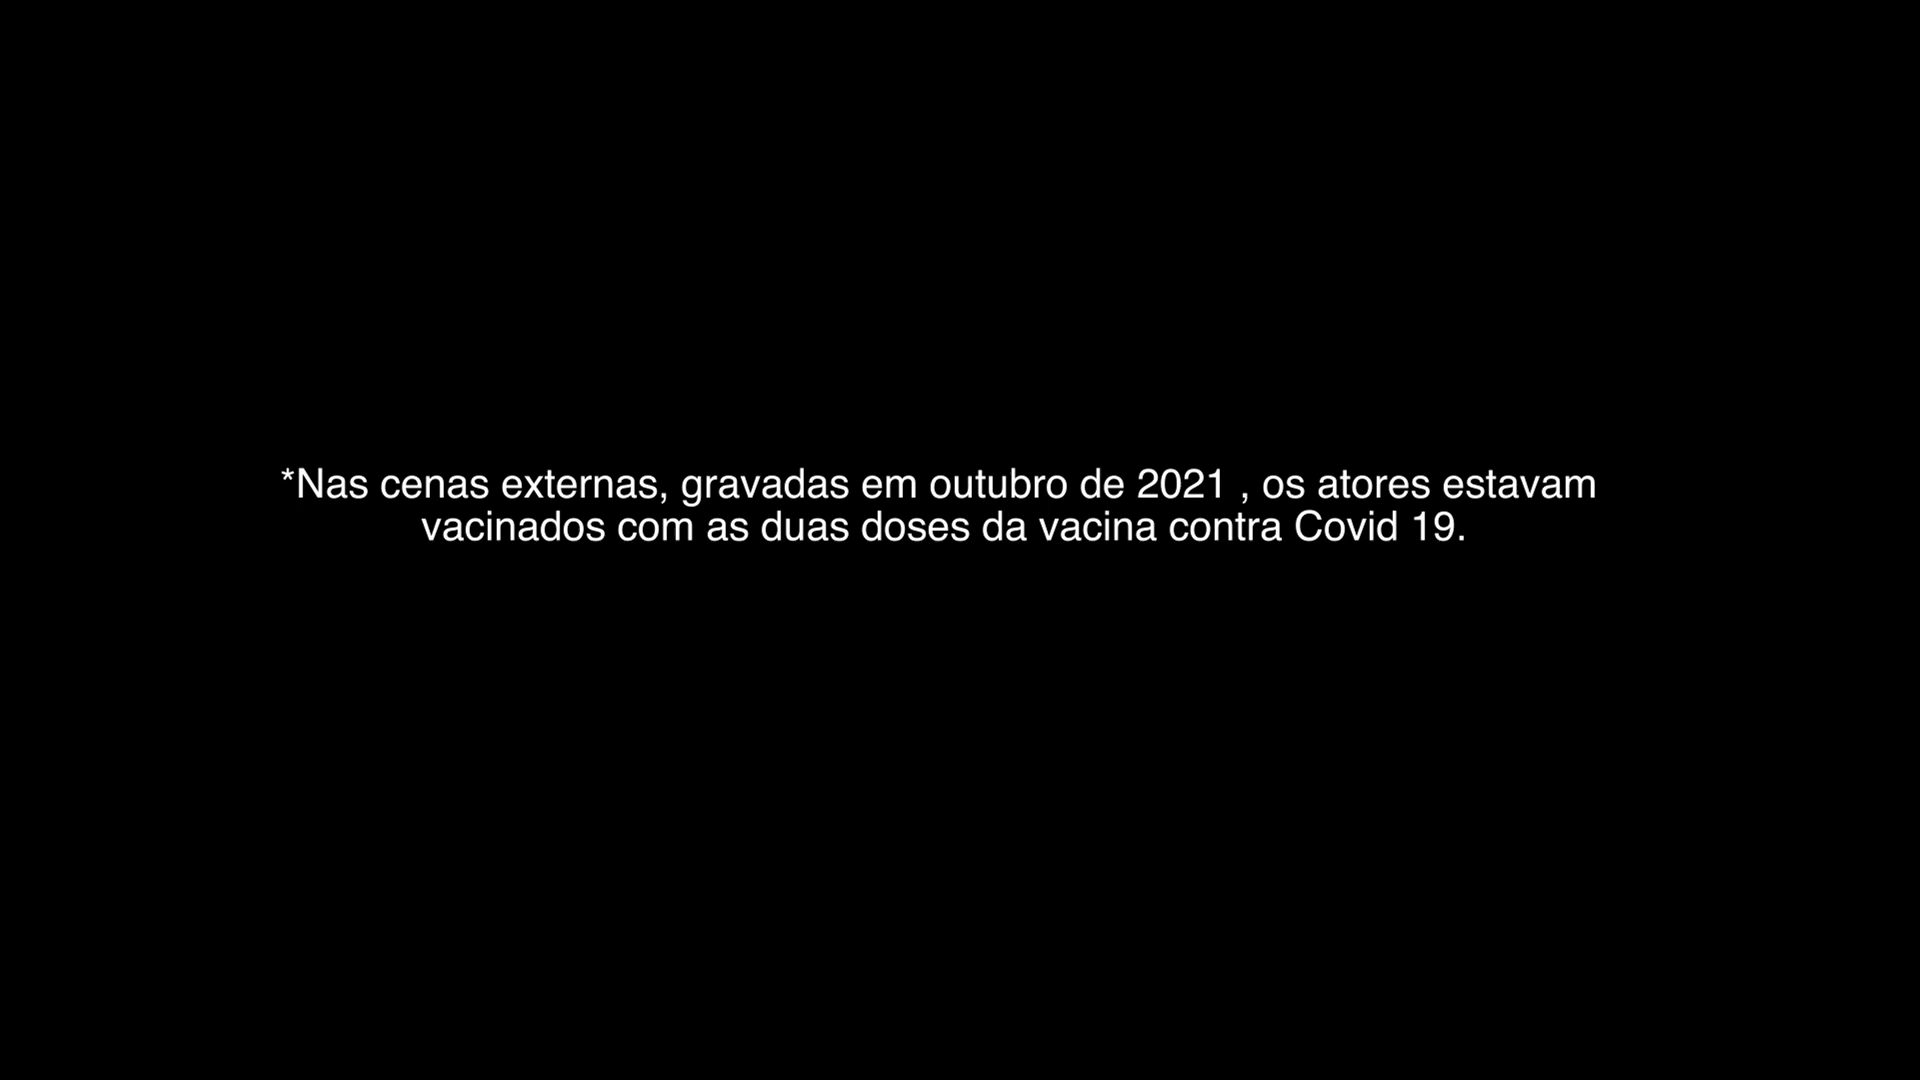 *Nas cenas externas, gravadas em outubro de 2021 , os atores estavam
vacinados com as duas doses da vacina contra Covid 19.